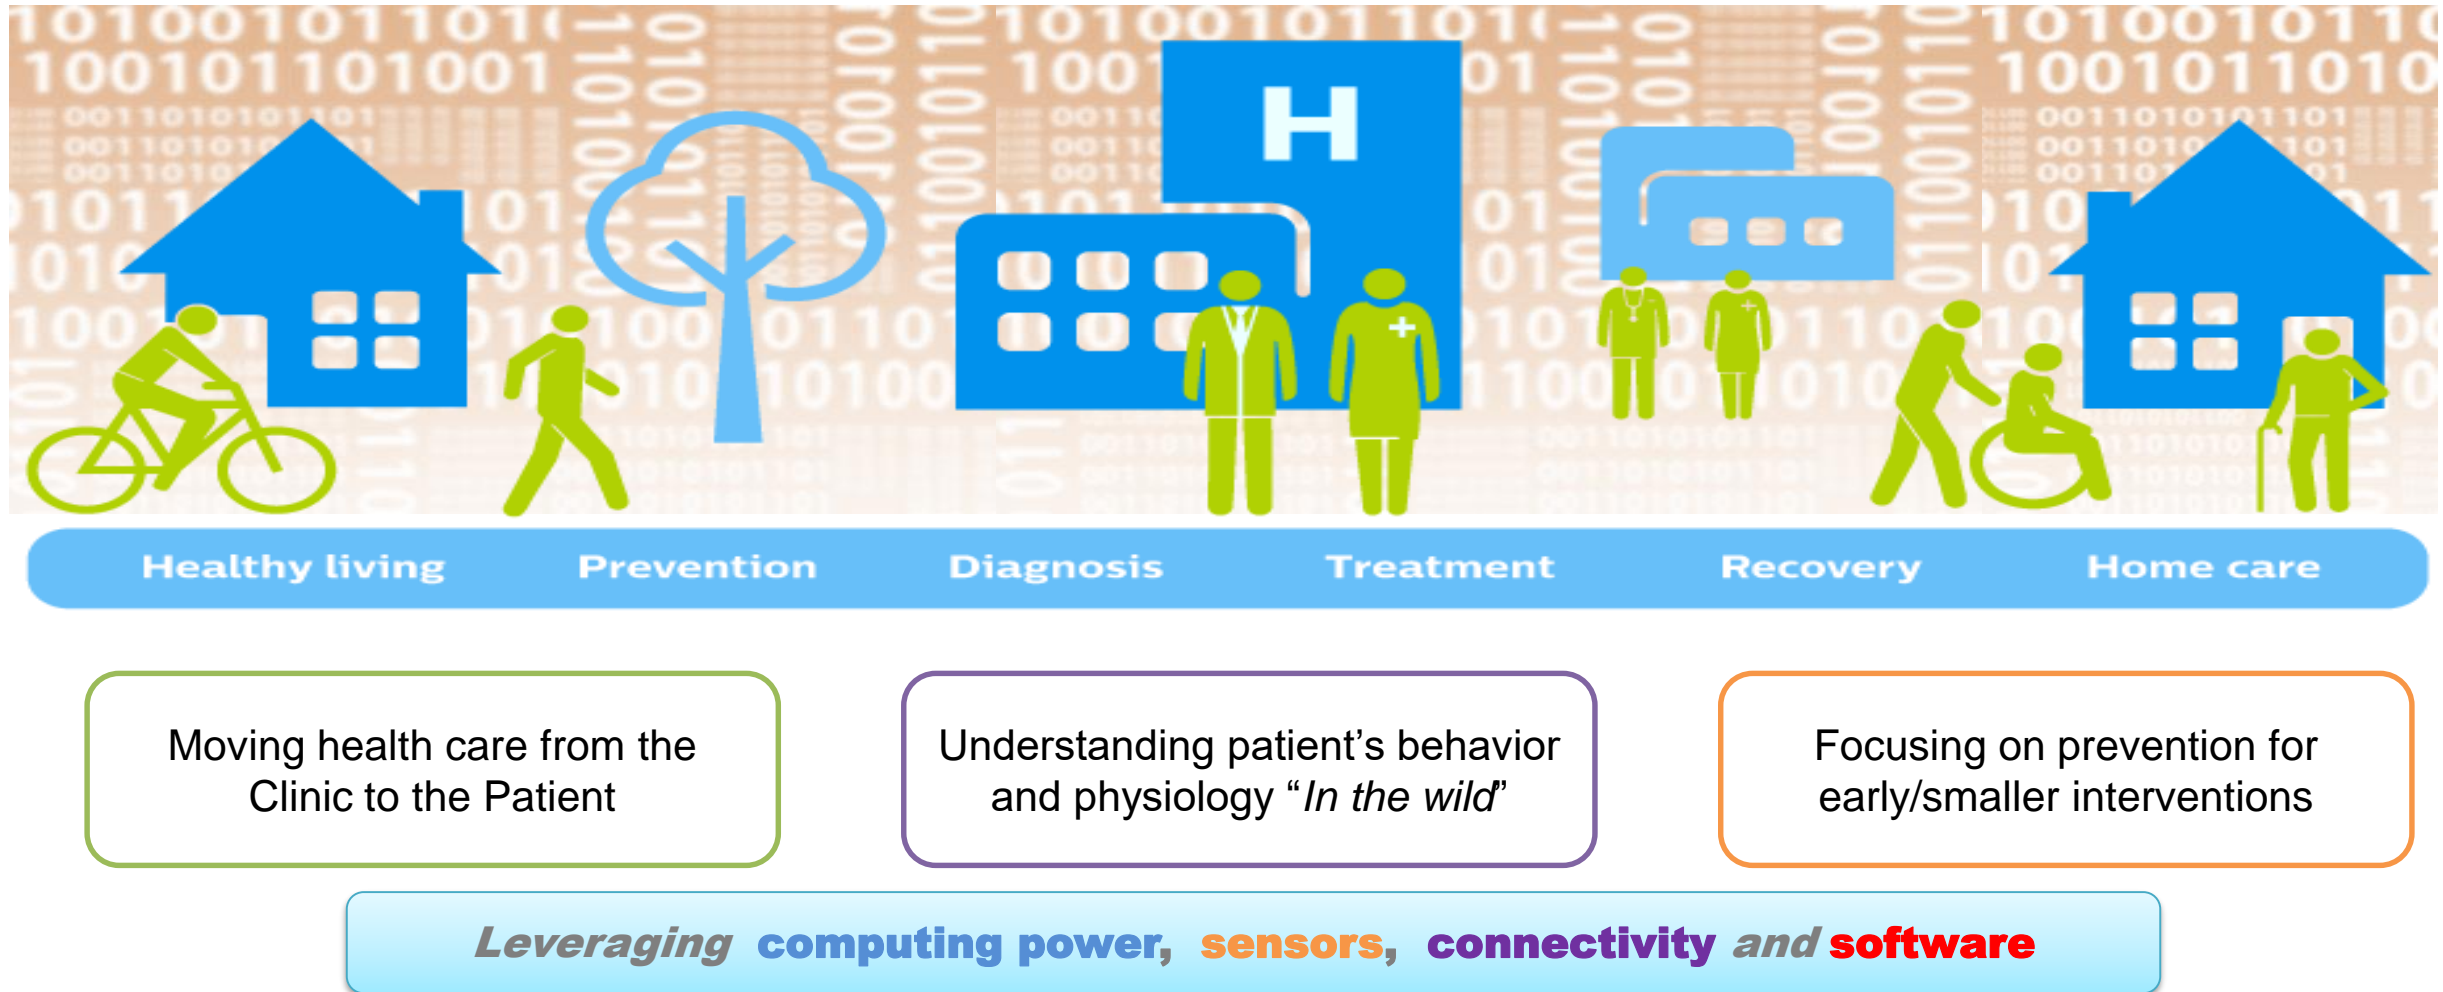 H
Healthy living Prevention Diagnosis Treatment Recovery Home care
Moving health care from the
Clinic to the Patient
Understanding patient’s behavior
and physiology “In the wild”
Focusing on prevention for
early/smaller interventions
Leveraging computing power, sensors, connectivity and software